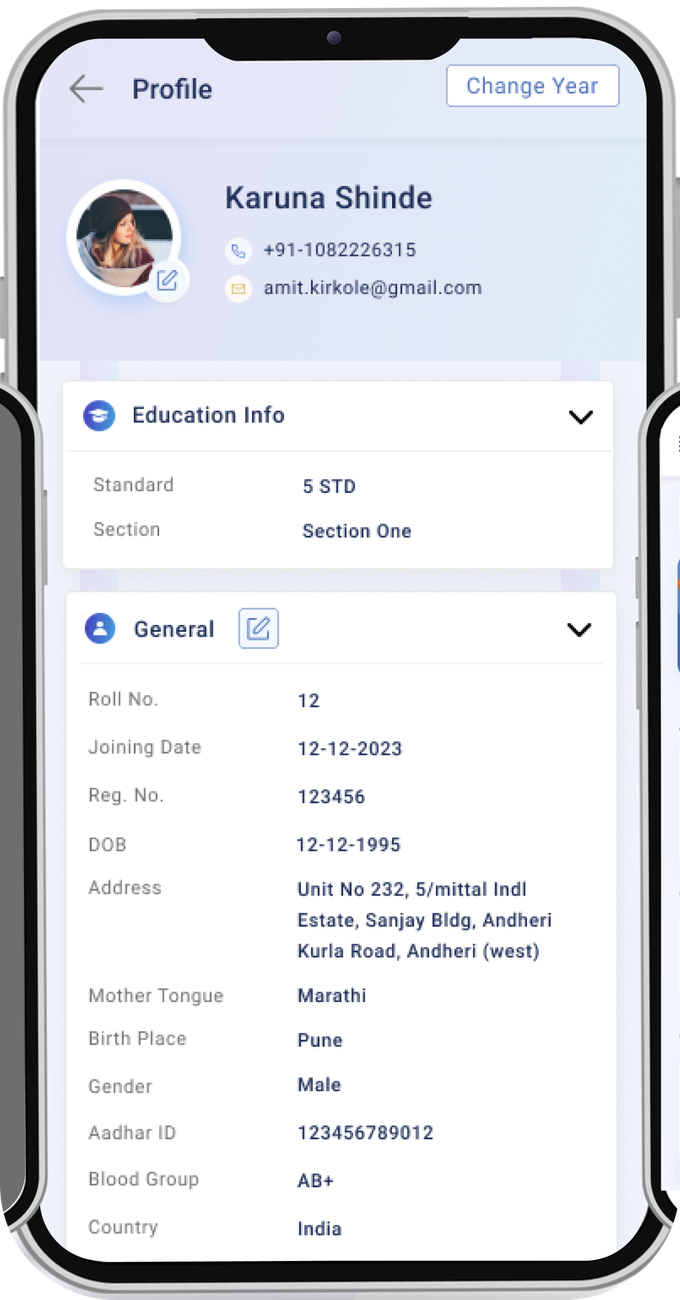 Profile
Change Year
Karuna Shinde
+91-1082226315
amit.kirkole@gmail.com
Education Info
Standard 5 STD
Section Section One
General
Roll No. 12
Joining Date 12-12-2023
Reg. No. 123456
DOB 12-12-1995
Address Unit No 232, 5/mittal Indl
Estate, Sanjay Bldg, Andheri
Kurla Road, Andheri (west)
Mother Tongue Marathi
Birth Place Pune
Gender Male
Aadhar ID 123456789012
Blood Group AB+
Country India